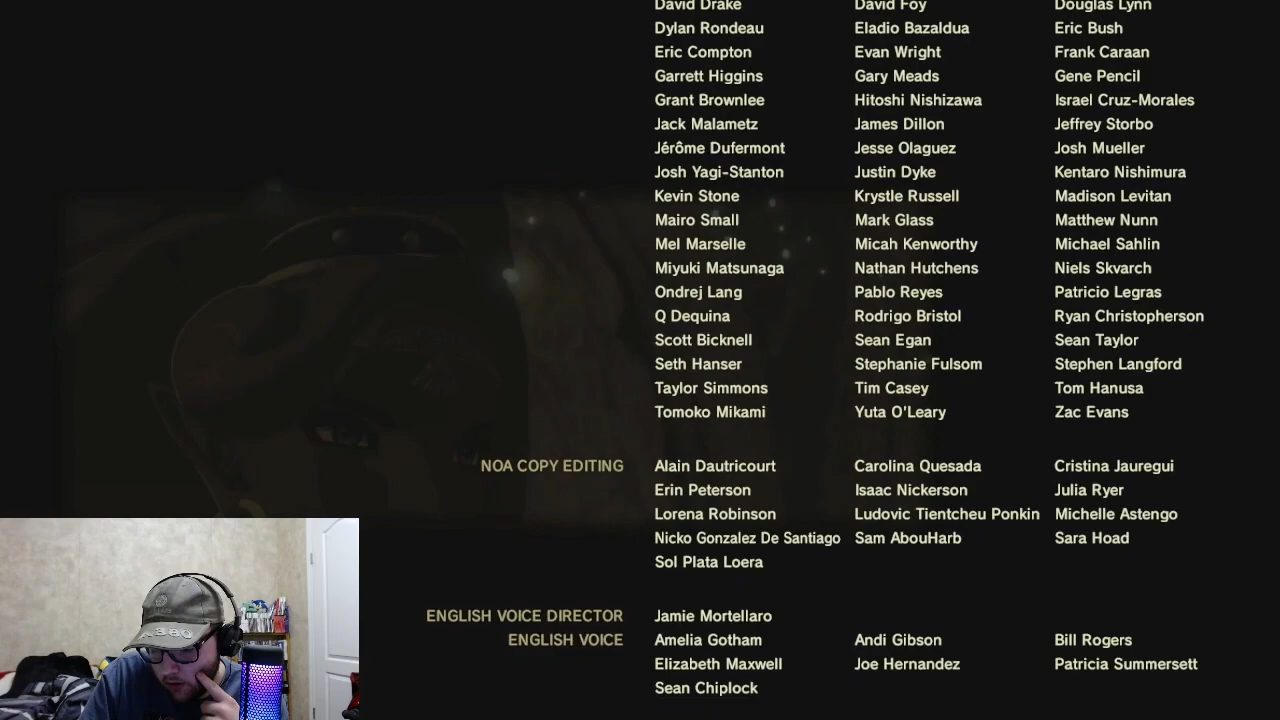 David Drake David Foy Douglas Lynn
Dylan Rondeau Eladio Bazaldua Eric Bush
Eric Compton Evan Wright Frank Caraan
Garrett Higgins Gary Meads Gene Pencil
Grant Brownlee Hitoshi Nishizawa Israel Cruz-Morales
Jack Malametz James Dillon Jeffrey Storbo
Jérôme Dufermont Jesse Olaguez Josh Mueller
Josh Yagi-Stanton Justin Dyke Kentaro Nishimura
Kevin Stone Krystle Russell Madison Levitan
Mairo Small Mark Glass Matthew Nunn
Mel Marselle Micah Kenworthy Michael Sahlin
Miyuki Matsunaga Nathan Hutchens Niels Skvarch
Ondrej Lang Pablo Reyes Patricio Legras
Q Dequina Rodrigo Bristol Ryan Christopherson
Scott Bicknell Sean Egan Sean Taylor
Seth Hanser Stephanie Fulsom Stephen Langford
Taylor Simmons Tim Casey Tom Hanusa
Tomoko Mikami Yuta O'Leary Zac Evans
NOA COPY EDITING Alain Dautricourt Carolina Quesada Cristina Jauregui
Erin Peterson Isaac Nickerson Julia Ryer
Lorena Robinson Ludovic Tientcheu Ponkin Michelle Astengo
Nicko Gonzalez De Santiago Sam AbouHarb Sara Hoad
Sol Plata Loera
ENGLISH VOICE DIRECTOR Jamie Mortellaro
ENGLISH VOICE Amelia Gotham Andi Gibson Bill Rogers
Elizabeth Maxwell Joe Hernandez Patricia Summersett
Sean Chiplock